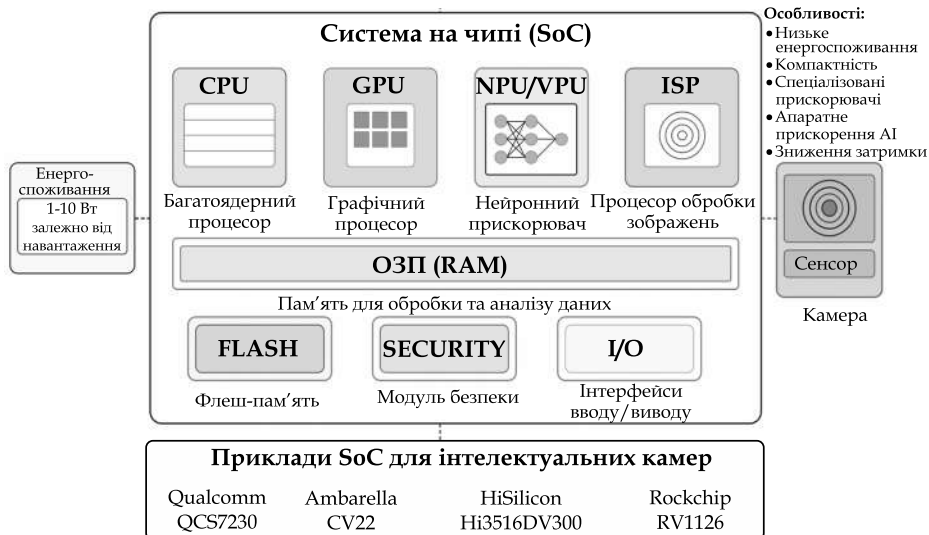 Система на чипі (SoC)
Особливості:
• Низьке
енергоспоживання
• Компактність
• Спеціалізовані
прискорювачі
• Апаратне
прискорення AI
• Зниження затримки
CPU
GPU
NPU/VPU
ISP
Багатоядерний
процесор
Графічний
процесор
Нейронний
прискорювач
Процесор обробки
зображень
Енерго-
споживання
1-10 Вт
залежно від
навантаження
Сенсор
Камера
ОЗП (RAM)
Пам’ять для обробки та аналізу даних
FLASH
SECURITY
I/O
Флеш-пам’ять
Модуль безпеки
Інтерфейси
вводу/виводу
Приклади SoC для інтелектуальних камер
Qualcomm
QCS7230
Ambarella
CV22
HiSilicon
Hi3516DV300
Rockchip
RV1126